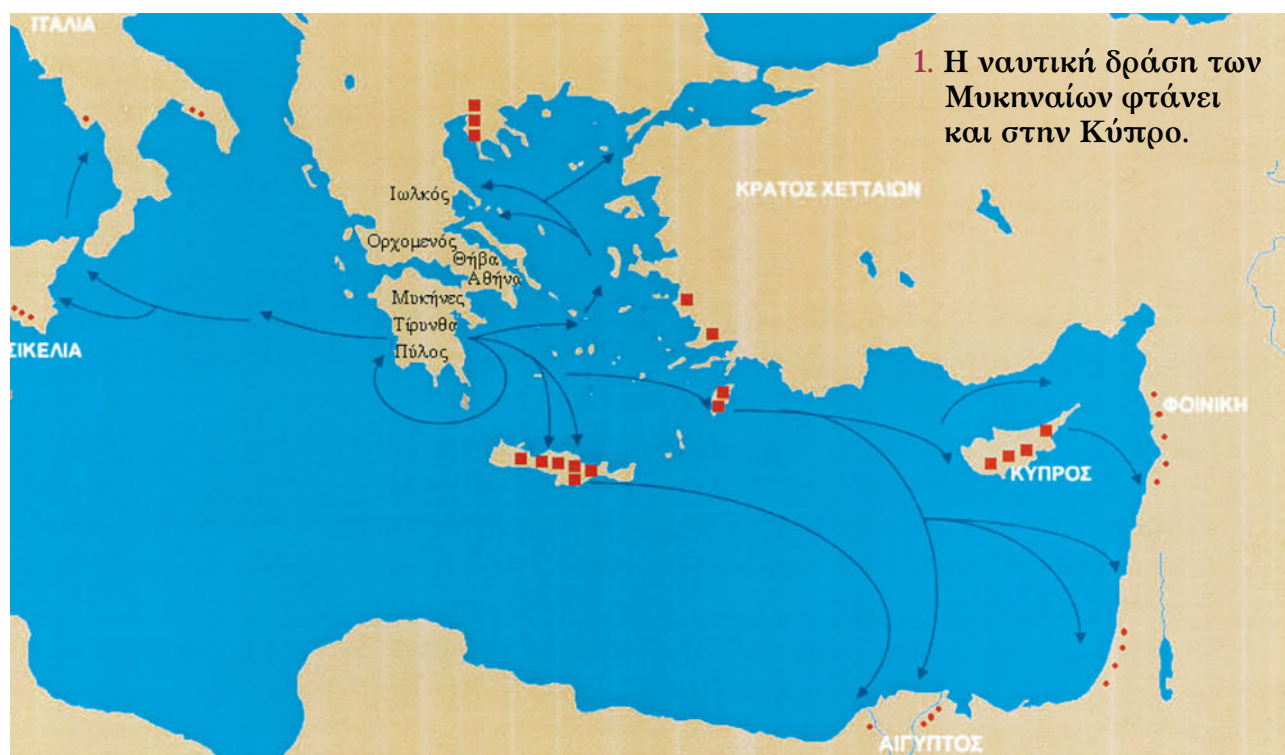 ΙΤΑΛΙΑ
1. Η ναυτική δράση των
Μυκηναίων φτάνει
και στην Κύπρο.
ΚΡΑΤΟΣ ΧΕΤΤΑΙΩΝ
Ιωλκός
Ορχομενός
Θήβα
Αθήνα
Μυκήνες
Τίρυνθα
Πύλος
ΣΙΚΕΛΙΑ
ΦΟΙΝΙΚΗ
ΚΥΠΡΟΣ
ΑΙΓΥΠΤΟΣ